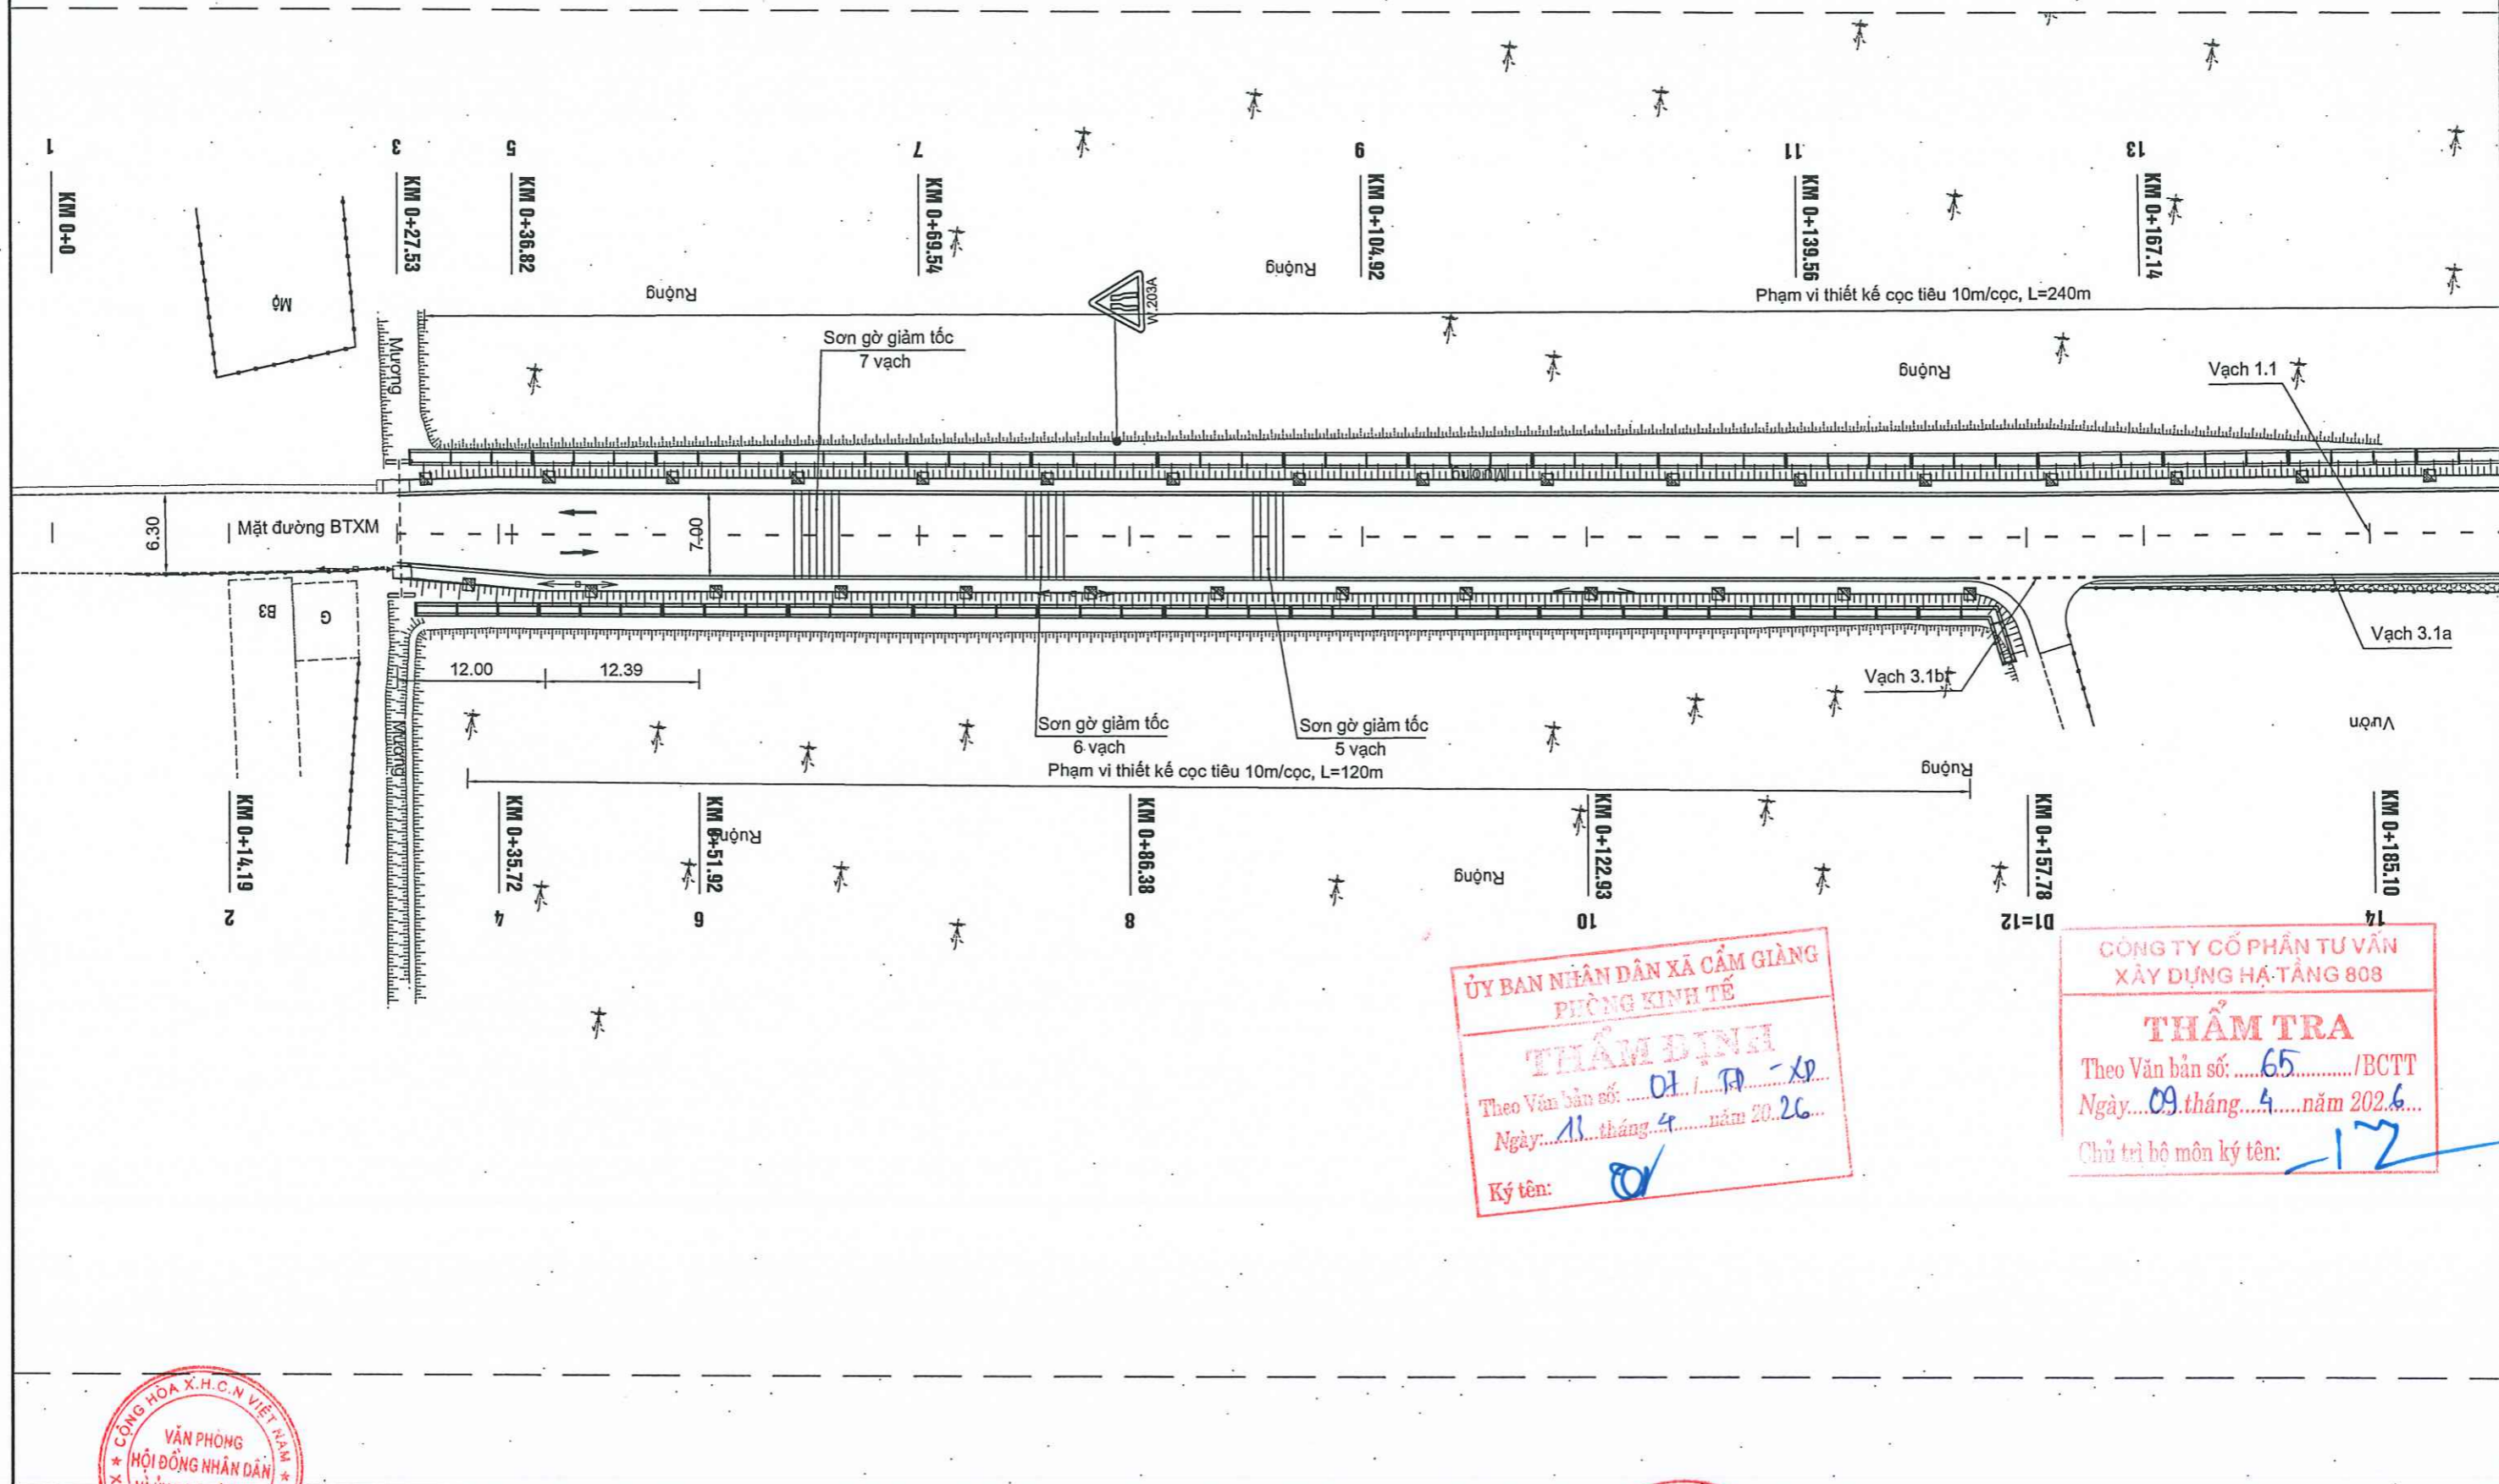 1
KM 0+0
3
KM 0+27.53
5
KM 0+36.82
7
KM 0+69.54
9
KM 0+104.92
11
KM 0+139.56
13
KM 0+167.14
Mộ
Mương
Ruộng
W.203A
Ruộng
Phạm vi thiết kế cọc tiêu 10m/cọc, L=240m
Sơn gờ giảm tốc
7 vạch
Ruộng
Vạch 1.1
Mương
6.30
Mặt đường BTXM
7.00
B3
G
12.00
12.39
Mương
Sơn gờ giảm tốc
6 vạch
Sơn gờ giảm tốc
5 vạch
Vạch 3.1b
Vạch 3.1a
Vườn
Phạm vi thiết kế cọc tiêu 10m/cọc, L=120m
Ruộng
Ruộng
Ruộng
KM 0+14.19
2
KM 0+35.72
4
KM 0+51.92
6
KM 0+86.38
8
KM 0+122.93
10
KM 0+157.78
D1=12
KM 0+185.10
14
ỦY BAN NHÂN DÂN XÃ CẨM GIÀNG
PHÒNG KINH TẾ
THẨM ĐỊNH
Theo Văn bản số: 07 / TĐ - XD
Ngày: 13 tháng 4 năm 2026
Ký tên:
CÔNG TY CỔ PHẦN TƯ VẤN
XÂY DỰNG HẠ TẦNG 808
THẨM TRA
Theo Văn bản số: 65 /BCTT
Ngày 09 tháng 4 năm 2026
Chủ trì bộ môn ký tên:
CỘNG HÒA X.H.C.N VIỆT NAM
VĂN PHÒNG
HỘI ĐỒNG NHÂN DÂN